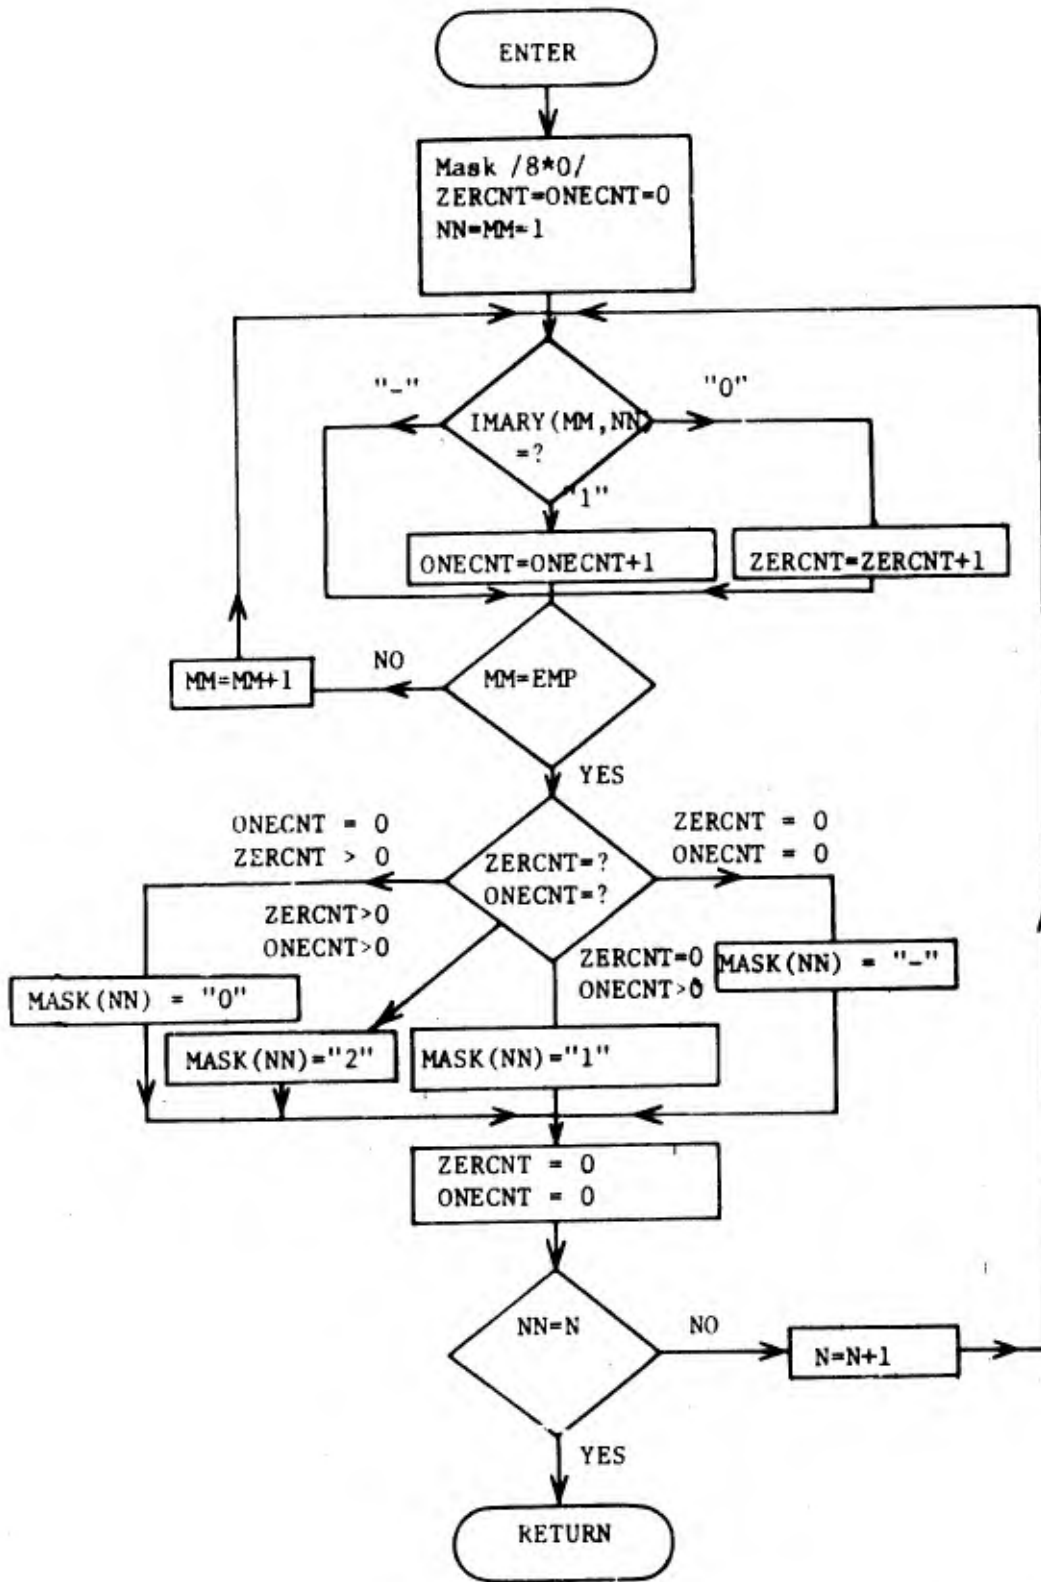 ENTER
Mask /8*0/
ZERCNT=ONECNT=0
NN=MM=1
"-"
"0"
IMARY(MM,NN)
=?
"1"
ONECNT=ONECNT+1
ZERCNT=ZERCNT+1
NO
MM=MM+1
MM=EMP
YES
ONECNT = 0
ZERCNT > 0
ZERCNT = 0
ONECNT = 0
ZERCNT=?
ONECNT=?
ZERCNT>0
ONECNT>0
ZERCNT=0
ONECNT>0
MASK(NN) = "-"
MASK(NN) = "0"
MASK(NN)="2"
MASK(NN)="1"
ZERCNT = 0
ONECNT = 0
NN=N
NO
N=N+1
YES
RETURN